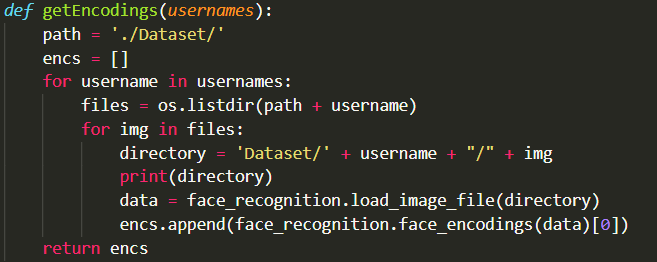 def getEncodings(usernames):
    path = './Dataset/'
    encs = []
    for username in usernames:
        files = os.listdir(path + username)
        for img in files:
            directory = 'Dataset/' + username + "/" + img
            print(directory)
            data = face_recognition.load_image_file(directory)
            encs.append(face_recognition.face_encodings(data)[0])
    return encs